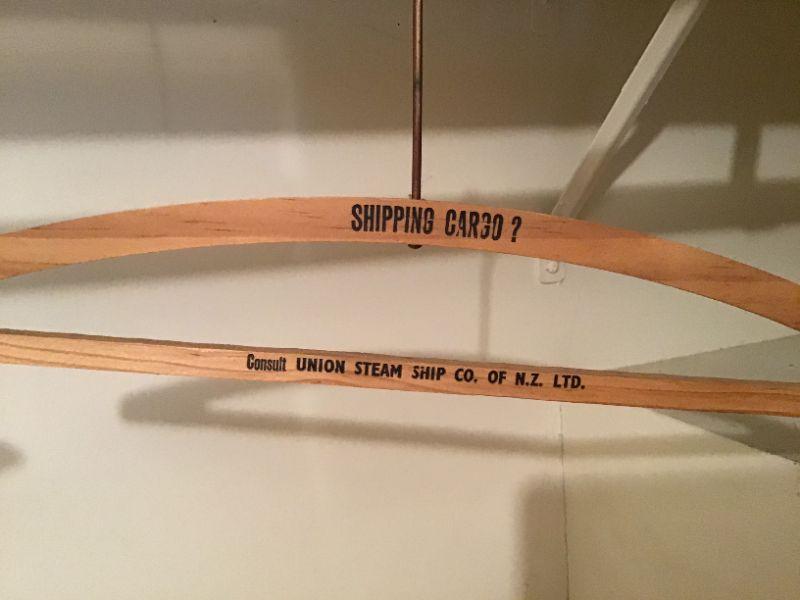 SHIPPING CARGO ?
Consult UNION STEAM SHIP CO. OF N.Z. LTD.